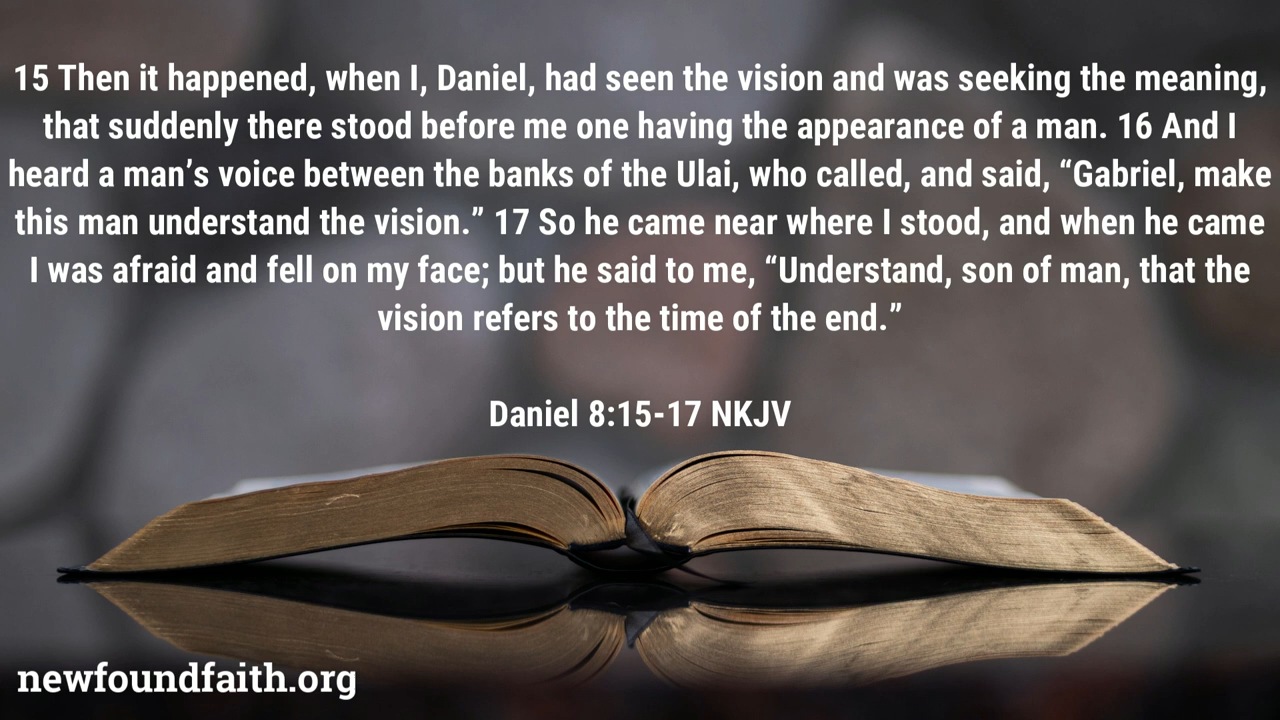 15 Then it happened, when I, Daniel, had seen the vision and was seeking the meaning,
that suddenly there stood before me one having the appearance of a man. 16 And I
heard a man’s voice between the banks of the Ulai, who called, and said, “Gabriel, make
this man understand the vision.” 17 So he came near where I stood, and when he came
I was afraid and fell on my face; but he said to me, “Understand, son of man, that the
vision refers to the time of the end.”
Daniel 8:15-17 NKJV
newfoundfaith.org